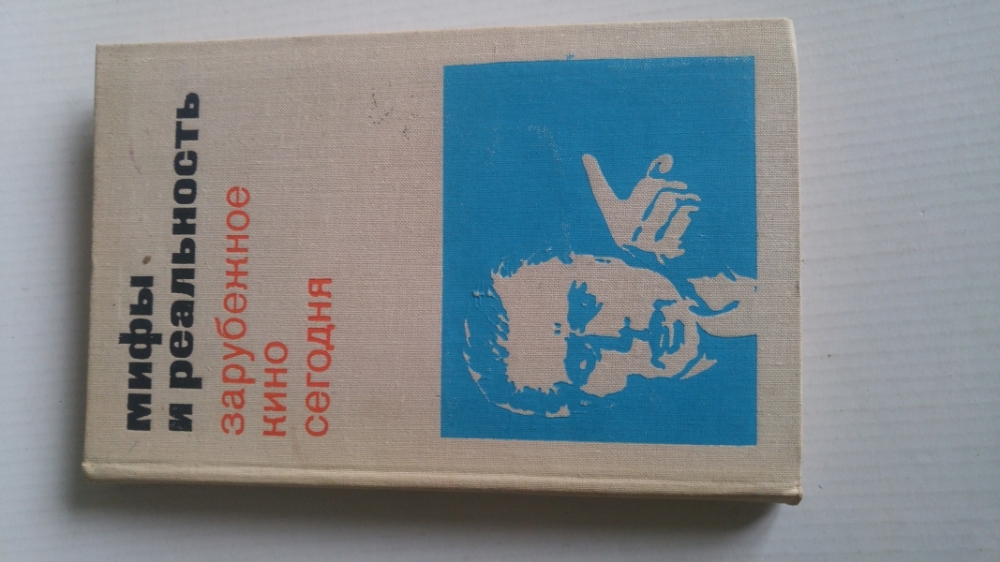 мифы
и реальность
зарубежное
кино
сегодня